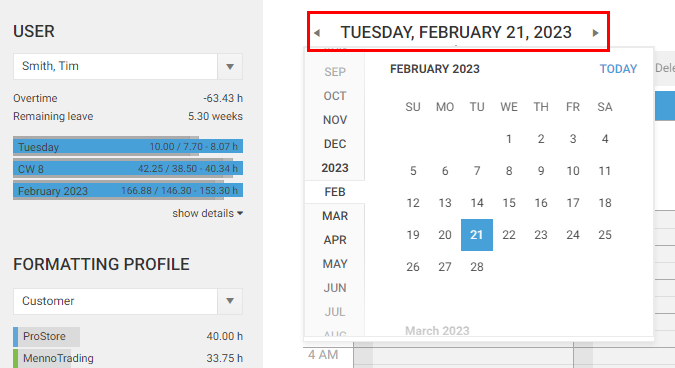 USER
Smith, Tim
Overtime -63.43 h
Remaining leave 5.30 weeks
Tuesday 10.00 / 7.70 - 8.07 h
CW 8 42.25 / 38.50 - 40.34 h
February 2023 166.88 / 146.30 - 153.30 h
show details
FORMATTING PROFILE
Customer
ProStore 40.00 h
MennoTrading 33.75 h
TUESDAY, FEBRUARY 21, 2023
SEP
OCT
NOV
DEC
2023
FEB
MAR
APR
MAY
JUN
JUL
AUG
FEBRUARY 2023 TODAY
SU MO TU WE TH FR SA
1 2 3 4
5 6 7 8 9 10 11
12 13 14 15 16 17 18
19 20 21 22 23 24 25
26 27 28
March 2023
Dele
4 AM